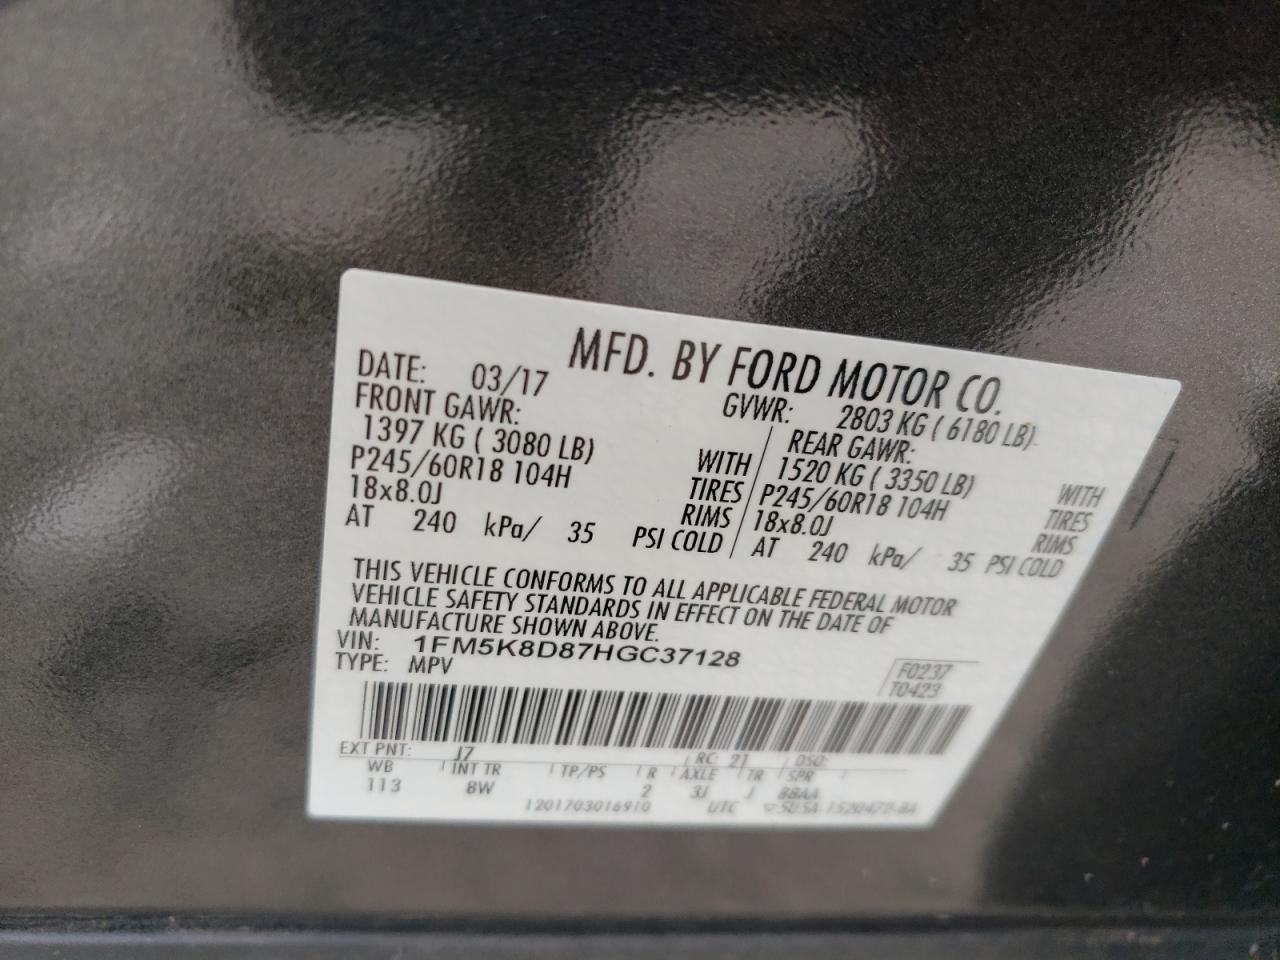 MFD. BY FORD MOTOR CO.
DATE: 03/17 GVWR: 2803 KG ( 6180 LB)
FRONT GAWR: REAR GAWR:
1397 KG ( 3080 LB) WITH 1520 KG ( 3350 LB) WITH
P245/60R18 104H TIRES P245/60R18 104H TIRES
18x8.0J RIMS 18x8.0J RIMS
AT 240 kPa/ 35 PSI COLD AT 240 kPa/ 35 PSI COLD
THIS VEHICLE CONFORMS TO ALL APPLICABLE FEDERAL MOTOR
VEHICLE SAFETY STANDARDS IN EFFECT ON THE DATE OF
MANUFACTURE SHOWN ABOVE.
VIN: 1FM5K8D87HGC37128
TYPE: MPV
F0237
T0423
EXT PNT: J7 RC: 21 DSO:
WB INT TR TP/PS R AXLE TR SPR
113 8W 2 3J J
1201703016910 UTC